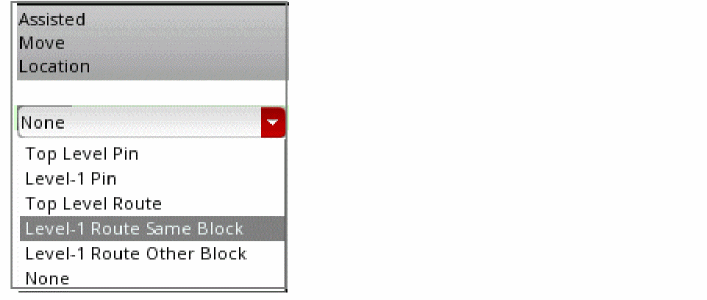 Assisted
Move
Location
None
Top Level Pin
Level-1 Pin
Top Level Route
Level-1 Route Same Block
Level-1 Route Other Block
None